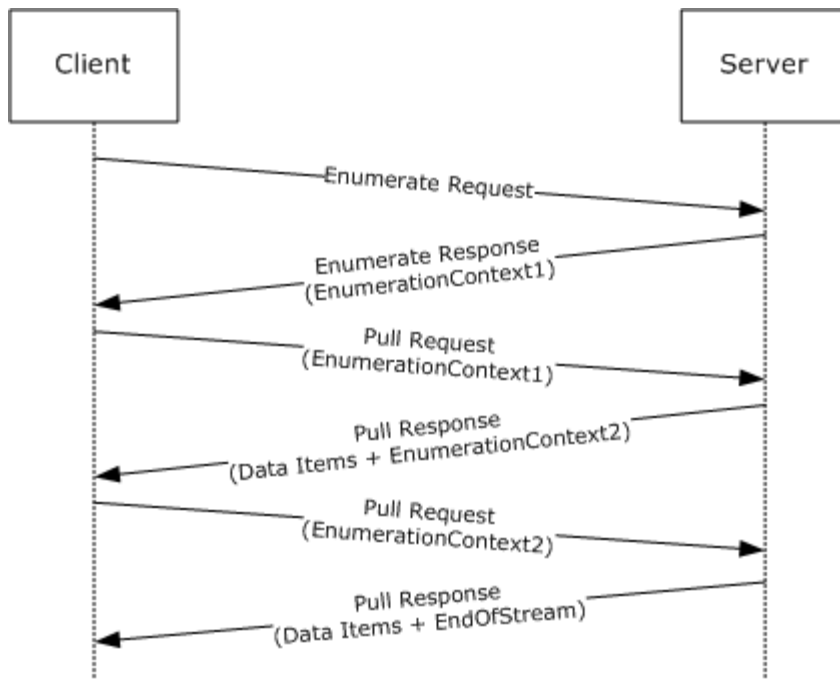 Client
Server
Enumerate Request
Enumerate Response
(EnumerationContext1)
Pull Request
(EnumerationContext1)
Pull Response
(Data Items + EnumerationContext2)
Pull Request
(EnumerationContext2)
Pull Response
(Data Items + EndOfStream)